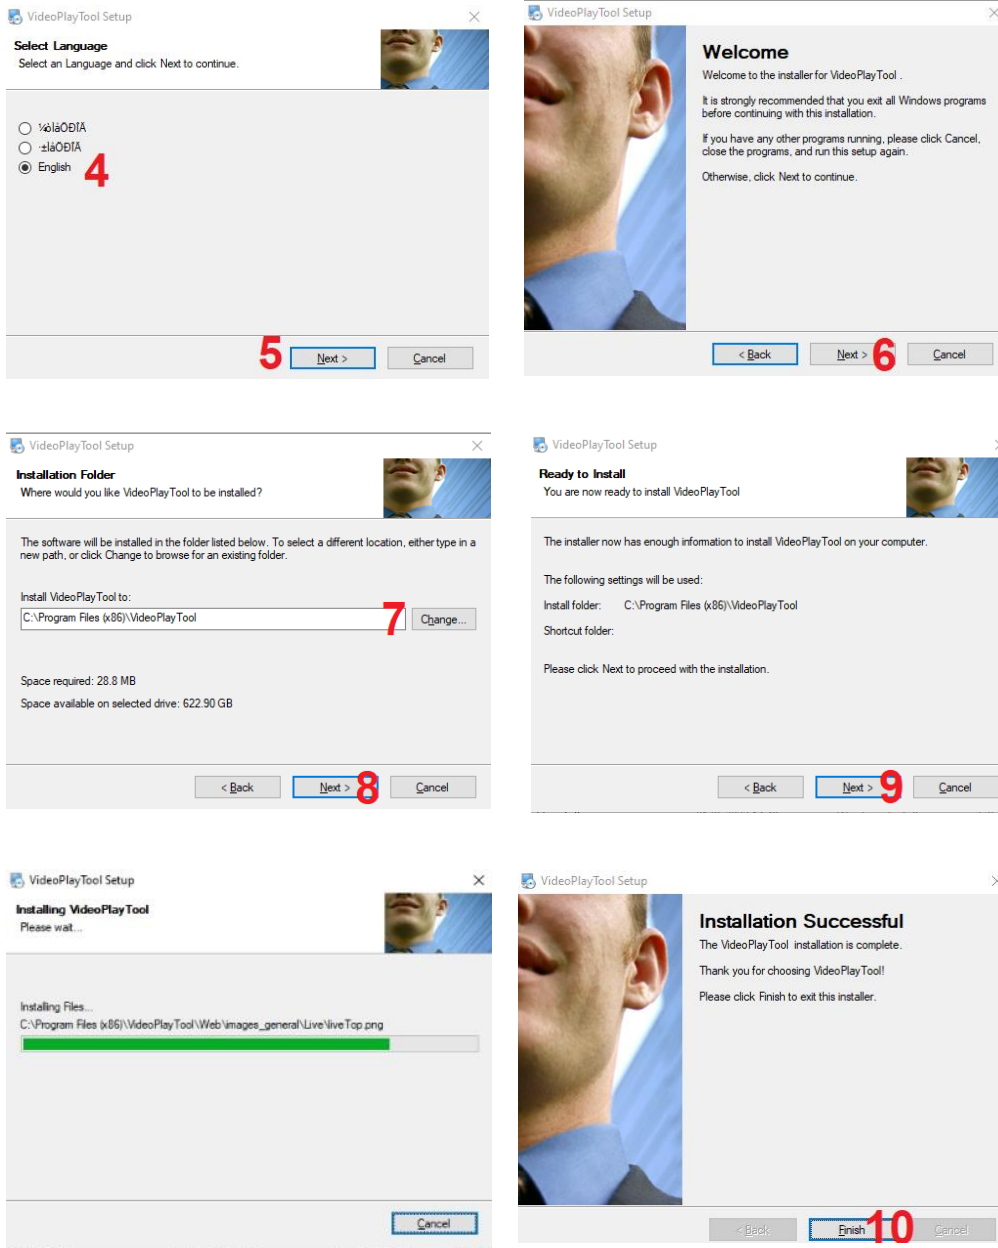 VideoPlayTool Setup
Select Language
Select an Language and click Next to continue.
¼òÌåÖÐÎÄ
·±ÌåÖÐÎÄ
English
4
5
Next >
Cancel
VideoPlayTool Setup
Welcome
Welcome to the installer for VideoPlayTool .
It is strongly recommended that you exit all Windows programs
before continuing with this installation.
If you have any other programs running, please click Cancel,
close the programs, and run this setup again.
Otherwise, click Next to continue.
< Back
Next >
6
Cancel
VideoPlayTool Setup
Installation Folder
Where would you like VideoPlayTool to be installed?
The software will be installed in the folder listed below. To select a different location, either type in a
new path, or click Change to browse for an existing folder.
Install VideoPlayTool to:
C:\Program Files (x86)\VideoPlayTool
7
Change...
Space required: 28.8 MB
Space available on selected drive: 622.90 GB
< Back
Next >
8
Cancel
VideoPlayTool Setup
Ready to Install
You are now ready to install VideoPlayTool
The installer now has enough information to install VideoPlayTool on your computer.
The following settings will be used:
Install folder: C:\Program Files (x86)\VideoPlayTool
Shortcut folder:
Please click Next to proceed with the installation.
< Back
Next >
9
Cancel
VideoPlayTool Setup
Installing VideoPlayTool
Please wait...
Installing Files...
C:\Program Files (x86)\VideoPlayTool\Web\images_general\Live\liveTop.png
Cancel
VideoPlayTool Setup
Installation Successful
The VideoPlayTool installation is complete.
Thank you for choosing VideoPlayTool!
Please click Finish to exit this installer.
< Back
Finish
10
Cancel